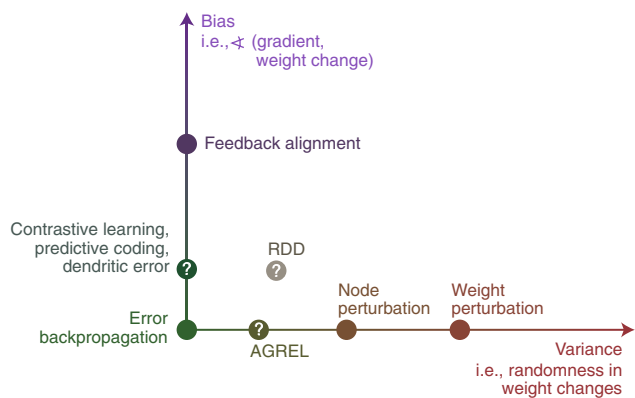 Bias
i.e., ∢ (gradient,
weight change)
Feedback alignment
Contrastive learning,
predictive coding,
dendritic error
?
RDD
?
Node
perturbation
Weight
perturbation
Error
backpropagation
?
AGREL
Variance
i.e., randomness in
weight changes